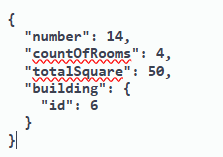 {
  "number": 14,
  "countOfRooms": 4,
  "totalSquare": 50,
  "building": {
    "id": 6
  }
}